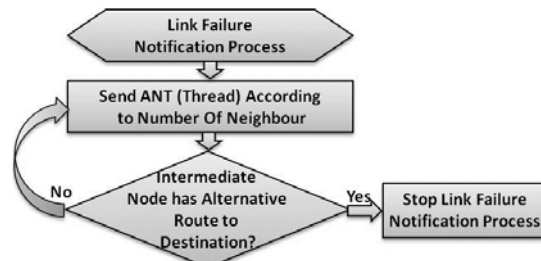 Link Failure
Notification Process
Send ANT (Thread) According
to Number Of Neighbour
Intermediate
Node has Alternative
Route to
Destination?
No
Yes
Stop Link Failure
Notification Process